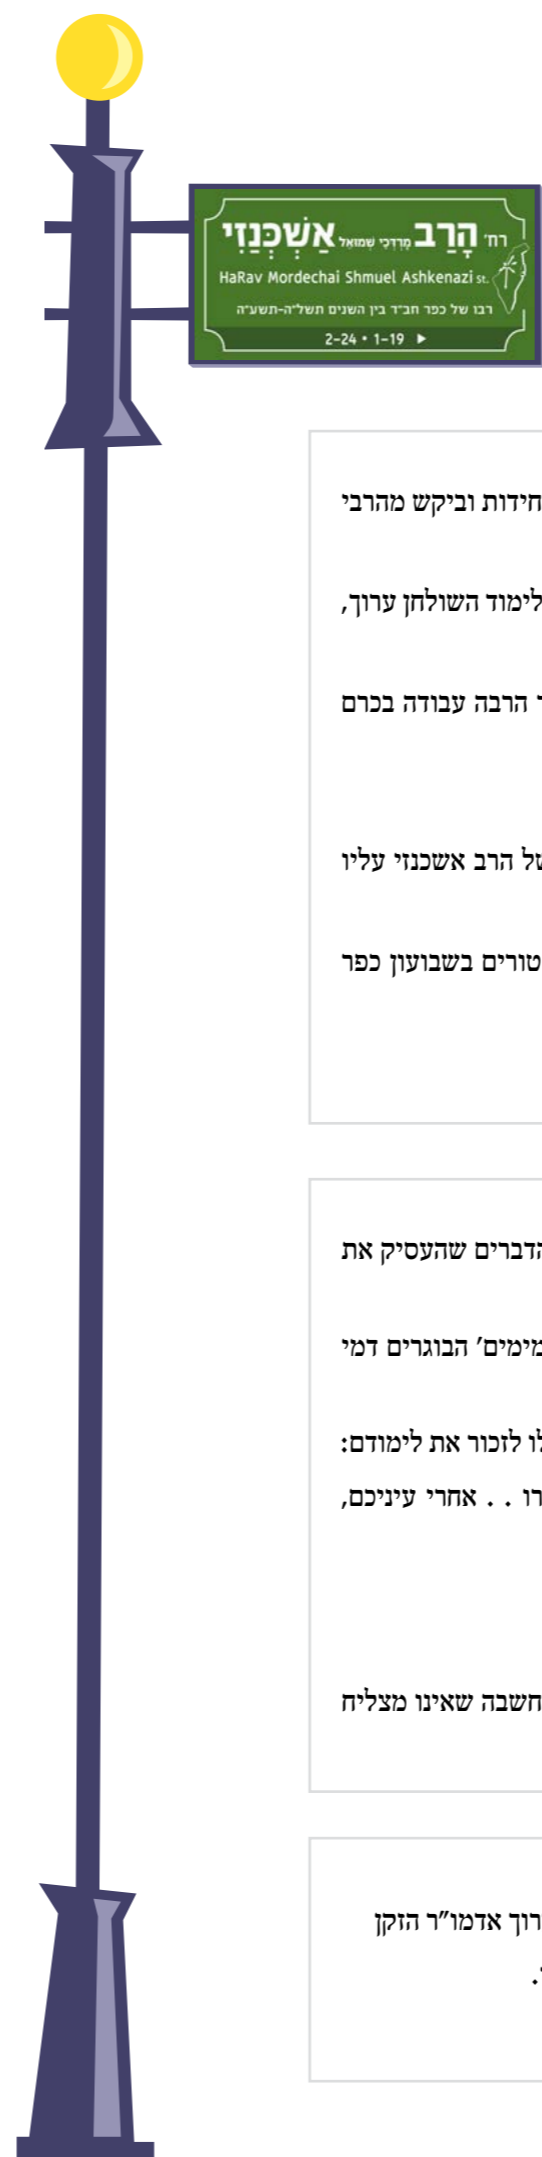 רח' הָרַב מָרְדְּכַי שְׁמוּאֵל אַשְׁכְּנַזִי
HaRav Mordechai Shmuel Ashkenazi st.
רבו של כפר חב"ד בין השנים תשל"ה-תשע"ה
2-24 • 1-19 ▶
חידות וביקש מהרבי
לימוד השולחן ערוך,
הרבה עבודה בכרם
של הרב אשכנזי עליו
טורים בשבועון כפר
הדברים שהעסיק את
מימים' הבוגרים דמי
לו לזכור את לימודם:
רו . . אחרי עיניכם,
חשבה שאינו מצליח
רוך אדמו"ר הזקן